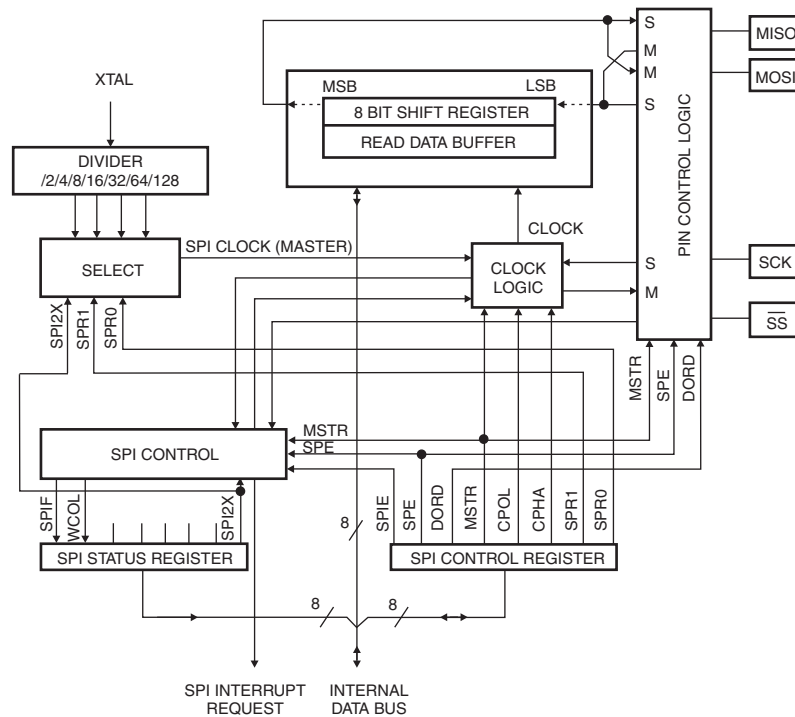 S
MISO
M
M
MOSI
XTAL
MSB
LSB
S
8 BIT SHIFT REGISTER
READ DATA BUFFER
DIVIDER
/2/4/8/16/32/64/128
PIN CONTROL LOGIC
CLOCK
SPI CLOCK (MASTER)
SELECT
CLOCK
LOGIC
S
M
SCK
SS
SPI2X
SPR1
SPR0
MSTR
SPE
DORD
MSTR
SPE
SPI CONTROL
SPIF
WCOL
SPI2X
8
SPIE
SPE
DORD
MSTR
CPOL
CPHA
SPR1
SPR0
SPI STATUS REGISTER
SPI CONTROL REGISTER
8
8
SPI INTERRUPT
REQUEST
INTERNAL
DATA BUS